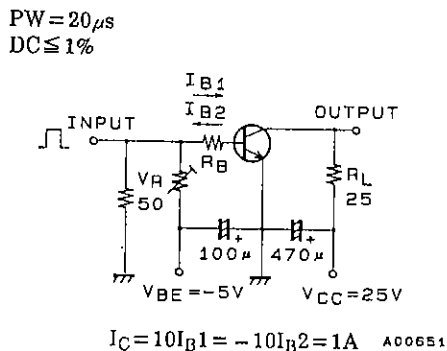 PW=20μs
DC≦1%
IB1
IB2
INPUT
OUTPUT
RB
VR
50
RL
25
100μ
+
470μ
+
VBE=-5V
VCC=25V
IC=10IB1=-10IB2=1A
A00651